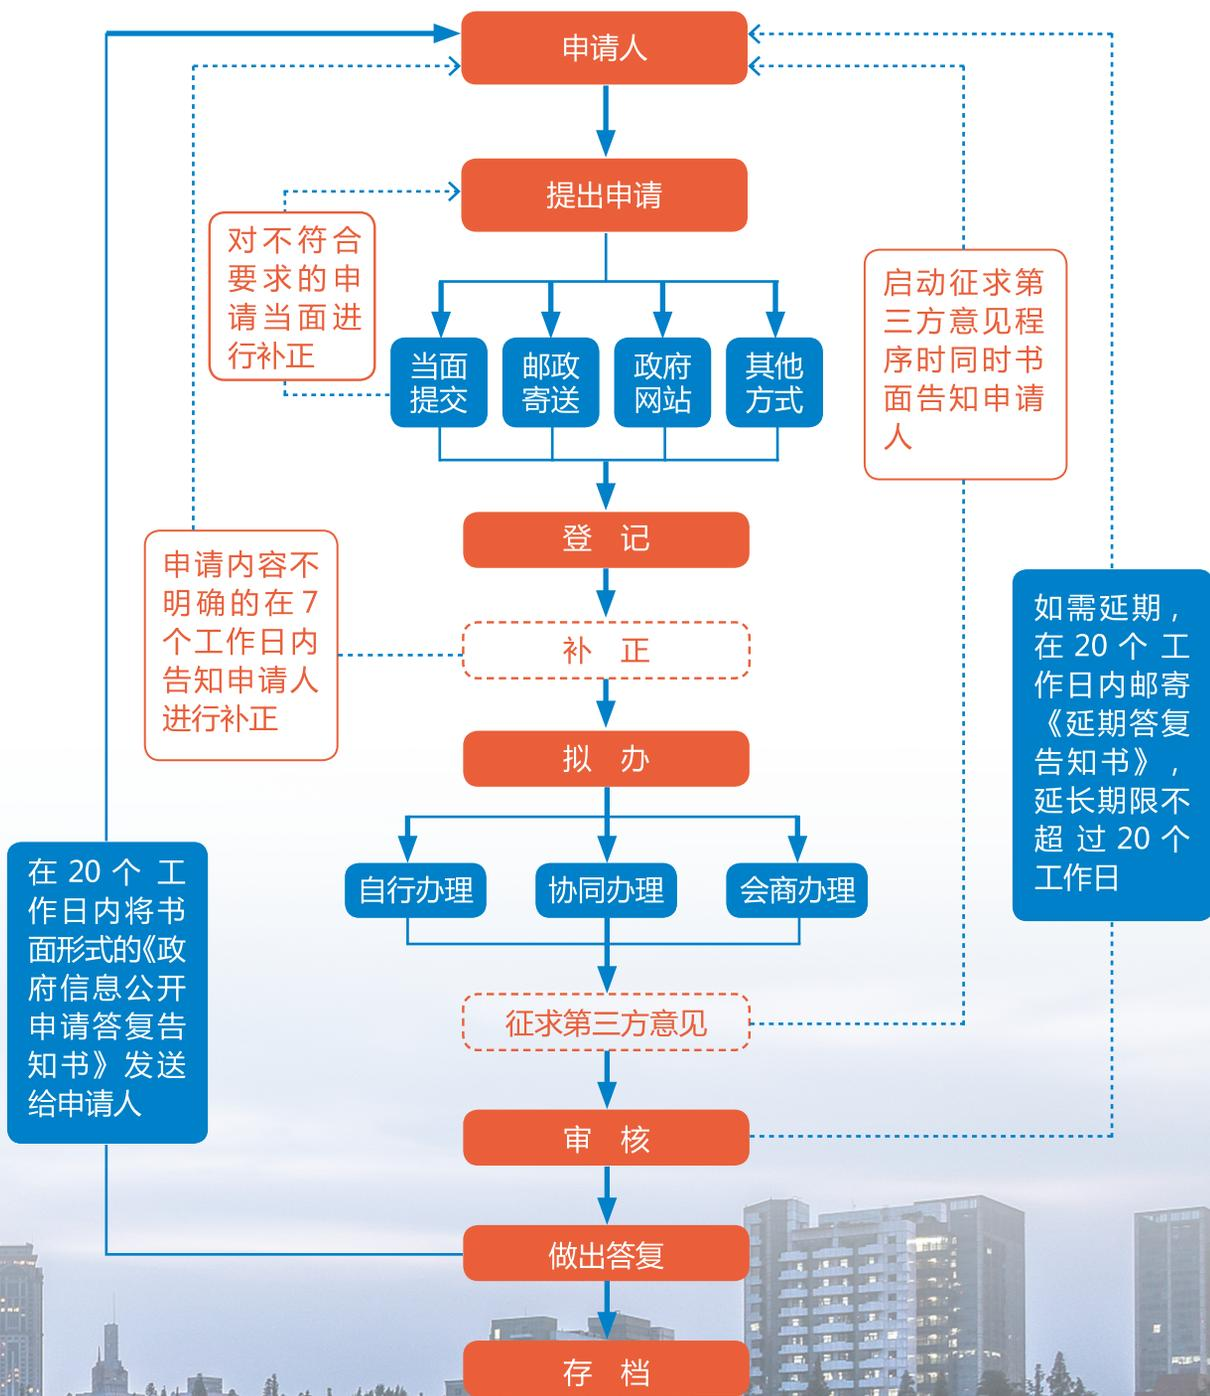 申请人
提出申请
对不符合
要求的申
请当面进
行补正
当面
提交
邮政
寄送
政府
网站
其他
方式
启动征求第
三方意见程
序时同时书
面告知申请
人
登 记
申请内容不
明确的在7
个工作日内
告知申请人
进行补正
补 正
如需延期，
在20个工
作日内邮寄
《延期答复
告知书》，
延长期限不
超过20个
工作日
拟 办
自行办理
协同办理
会商办理
在20个工
作日内将书
面形式的《政
府信息公开
申请答复告
知书》发送
给申请人
征求第三方意见
审 核
做出答复
存 档